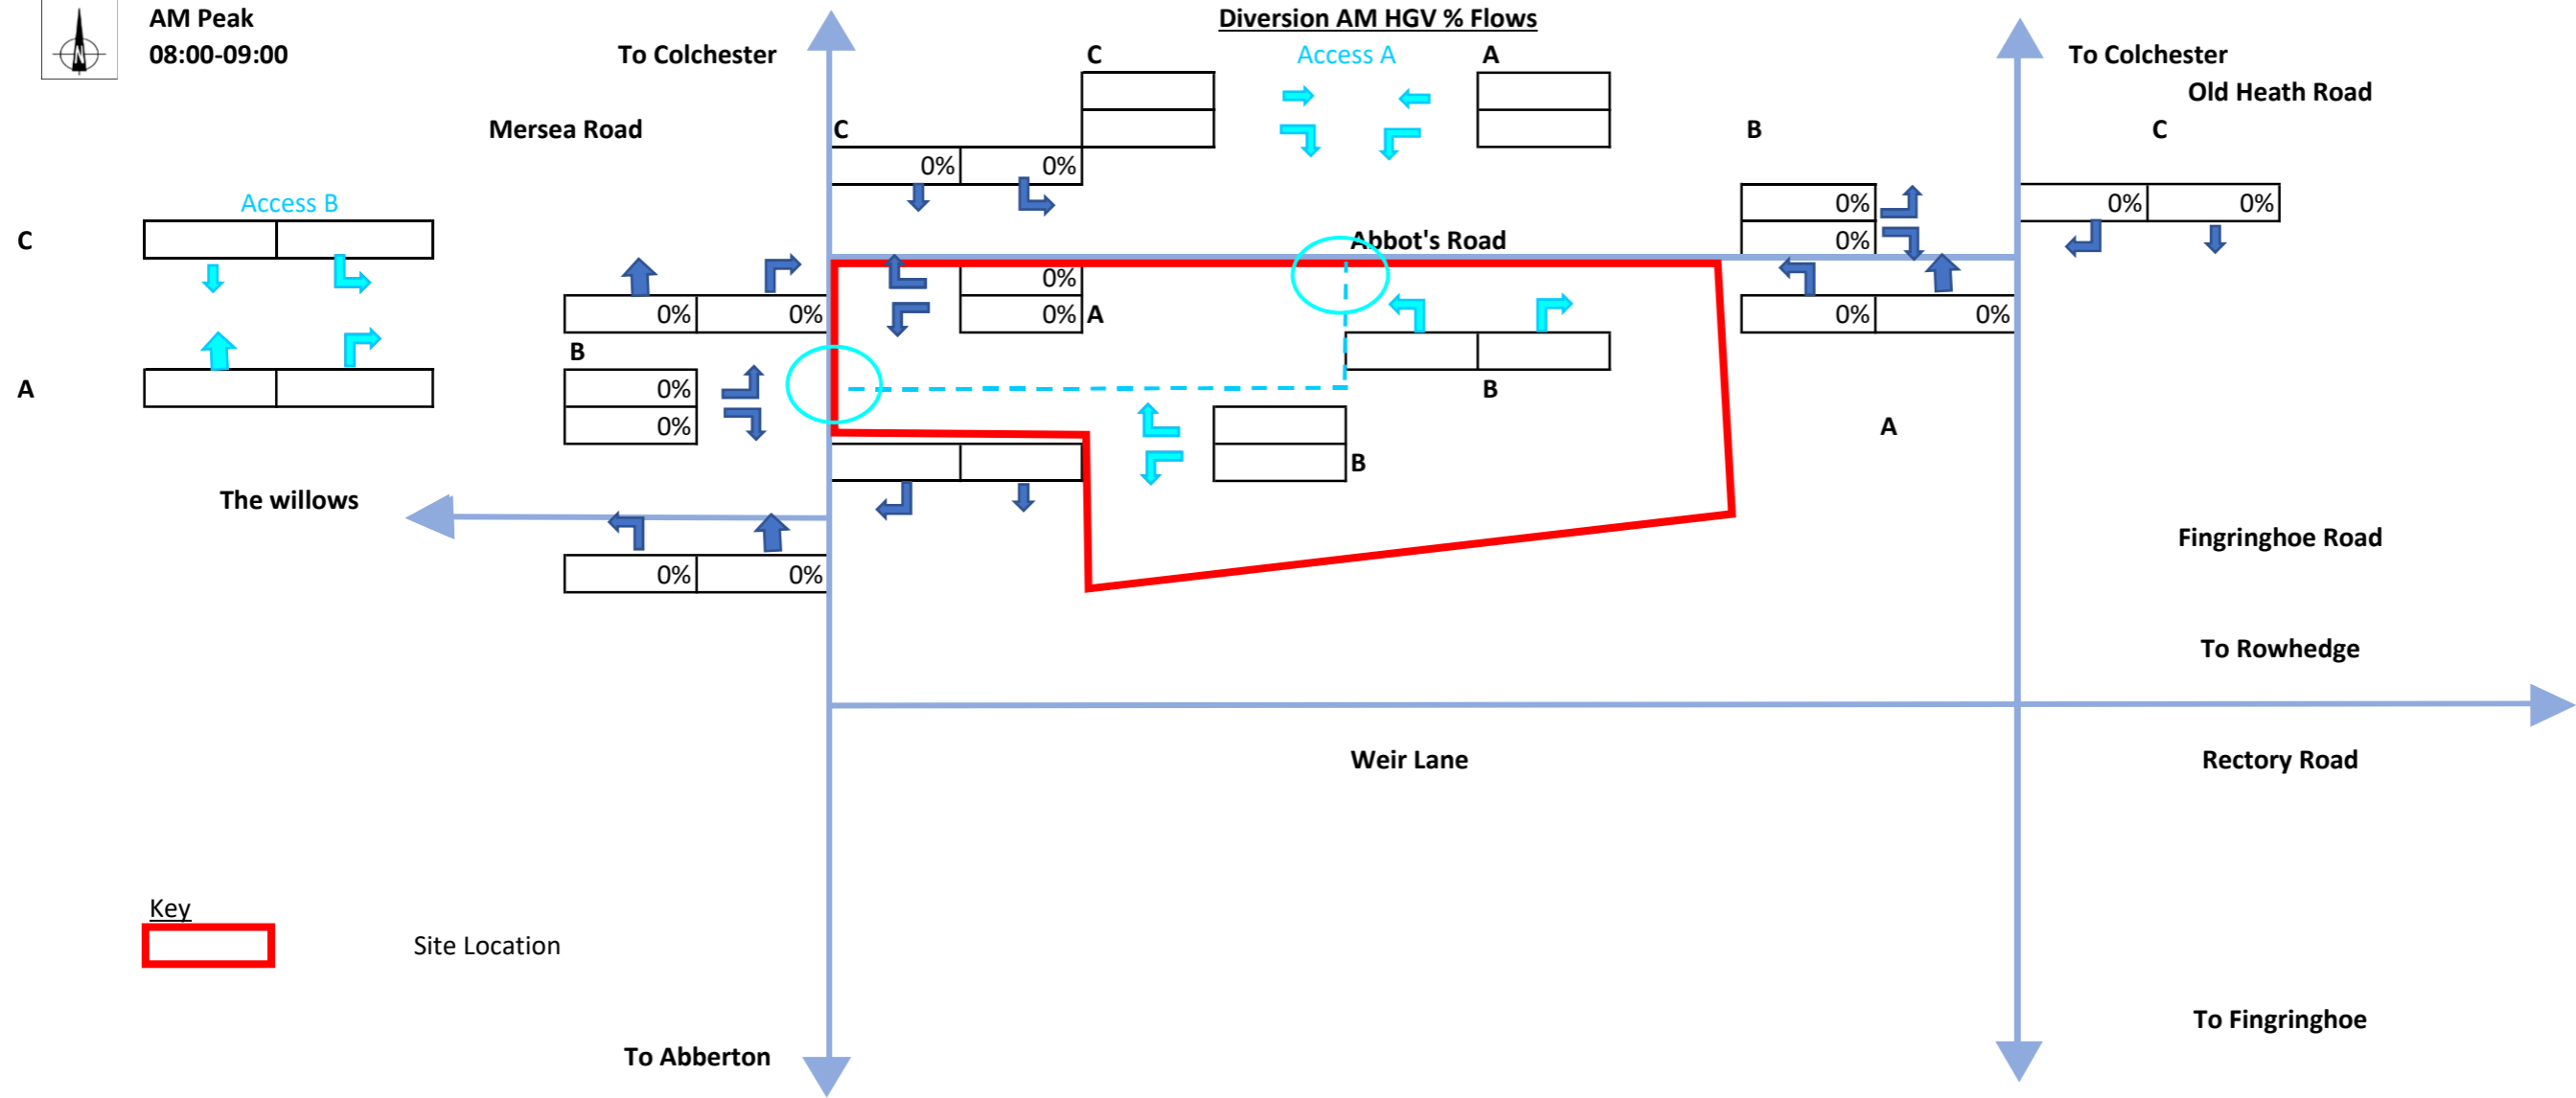 N
AM Peak
08:00-09:00
Diversion AM HGV % Flows
To Colchester
C
Access A
A
To Colchester
Old Heath Road
Mersea Road
C
B
C
0% 0%
Access B
0%
0% 0%
C
0%
Abbot's Road
0%
0% 0%
0% A
0% 0%
B
A
0%
B
0%
A
B
The willows
Fingringhoe Road
0% 0%
To Rowhedge
Weir Lane
Rectory Road
Key
Site Location
To Fingringhoe
To Abberton